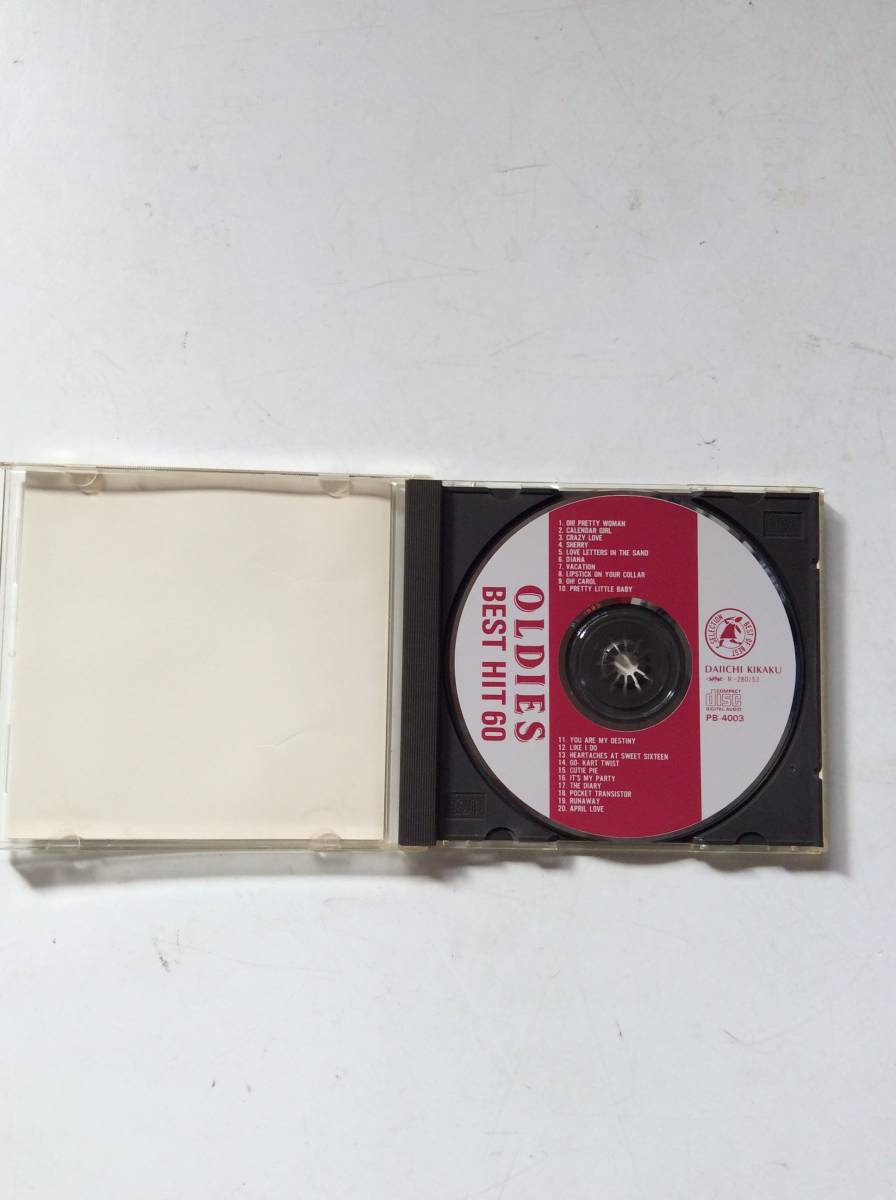 OLDIES
BEST HIT 60
1. OH! PRETTY WOMAN
2. CALENDAR GIRL
3. CRAZY LOVE
4. SHERRY
5. LOVE LETTERS IN THE SAND
6. DIANA
7. VACATION
8. LIPSTICK ON YOUR COLLAR
9. OH! CAROL
10. PRETTY LITTLE BABY
11. YOU ARE MY DESTINY
12. LIKE I DO
13. HEARTACHES AT SWEET SIXTEEN
14. GO- KART TWIST
15. CUTIE PIE
16. IT'S MY PARTY
17. THE DIARY
18. POCKET TRANSISTOR
19. RUNAWAY
20. APRIL LOVE
BEST OF BEST
SELECTION
DAIICHI KIKAKU
R-280153
COMPACT
disc
DIGITAL AUDIO
PB-4003